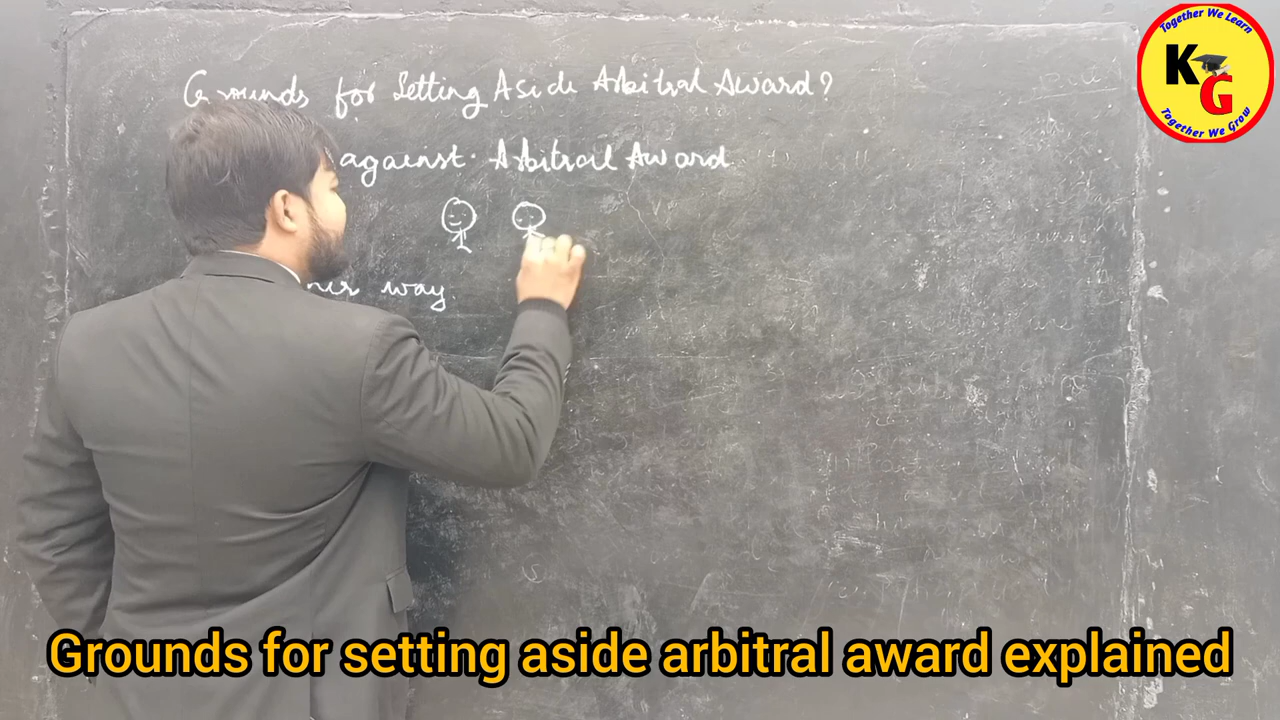 Together We Learn
KG
Together We Grow
Grounds for Setting Aside Arbitral Award?
against Arbitral Award
way.
Grounds for setting aside arbitral award explained